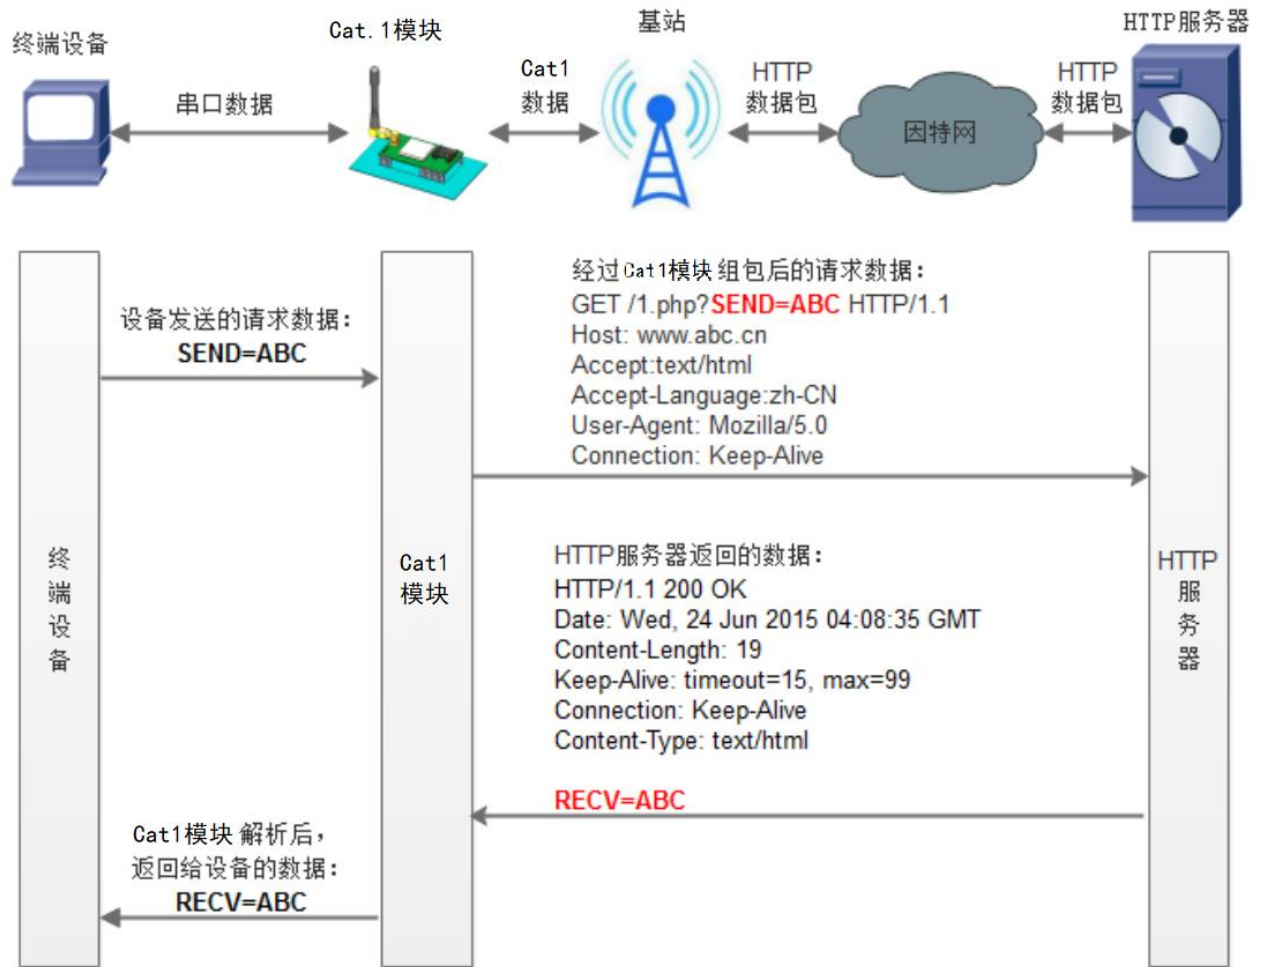 终端设备
Cat.1模块
基站
HTTP服务器
串口数据
Cat1
数据
HTTP
数据包
因特网
HTTP
数据包
设备发送的请求数据：
SEND=ABC
经过Cat1模块组包后的请求数据：
GET /1.php?SEND=ABC HTTP/1.1
Host: www.abc.cn
Accept:text/html
Accept-Language:zh-CN
User-Agent: Mozilla/5.0
Connection: Keep-Alive
终
端
设
备
Cat1
模块
HTTP
服
务
器
HTTP服务器返回的数据：
HTTP/1.1 200 OK
Date: Wed, 24 Jun 2015 04:08:35 GMT
Content-Length: 19
Keep-Alive: timeout=15, max=99
Connection: Keep-Alive
Content-Type: text/html
RECV=ABC
Cat1模块解析后，
返回给设备的数据：
RECV=ABC